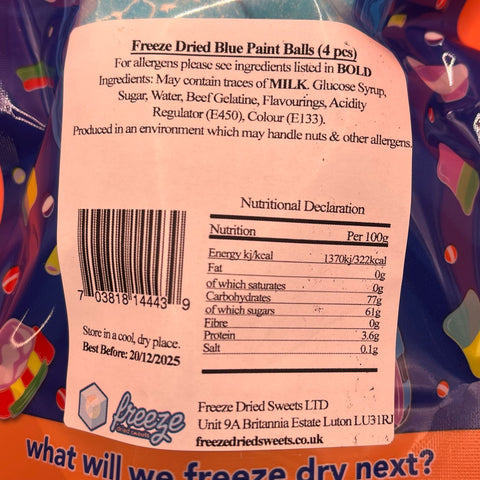 Freeze Dried Blue Paint Balls (4 pcs)
For allergens please see ingredients listed in BOLD
Ingredients: May contain traces of MILK. Glucose Syrup,
Sugar, Water, Beef Gelatine, Flavourings, Acidity
Regulator (E450), Colour (E133).
Produced in an environment which may handle nuts & other allergens.
Nutritional Declaration
Nutrition Per 100g
Energy kj/kcal 1370kj/322kcal
Fat 0g
of which saturates 0g
Carbohydrates 77g
of which sugars 61g
Fibre 0g
Protein 3.6g
Salt 0.1g
7 03818 14443 9
Store in a cool, dry place.
Best Before: 20/12/2025
freeze
DRIED SWEETS
Freeze Dried Sweets LTD
Unit 9A Britannia Estate Luton LU31RJ
freezedriedsweets.co.uk
what will we freeze dry next?